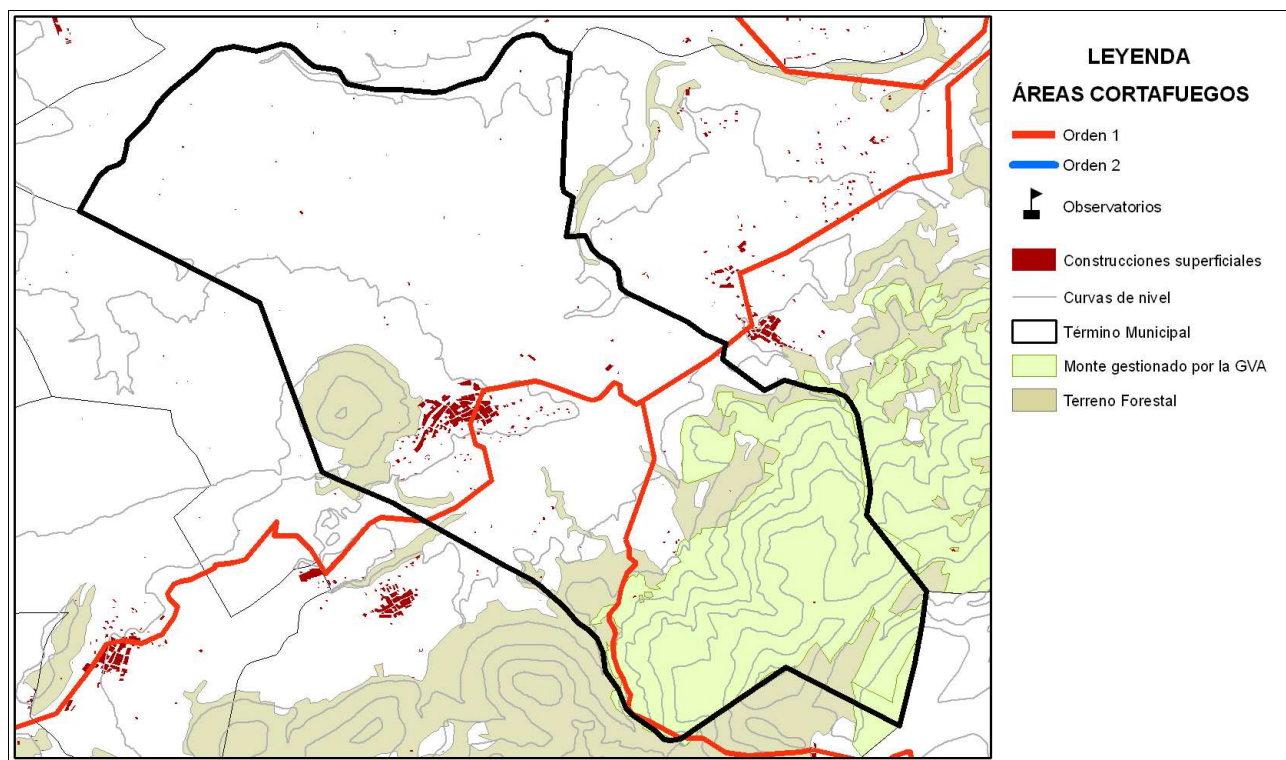 LEYENDA
ÁREAS CORTAFUEGOS
Orden 1
Orden 2
Observatorios
Construcciones superficiales
Curvas de nivel
Término Municipal
Monte gestionado por la GVA
Terreno Forestal